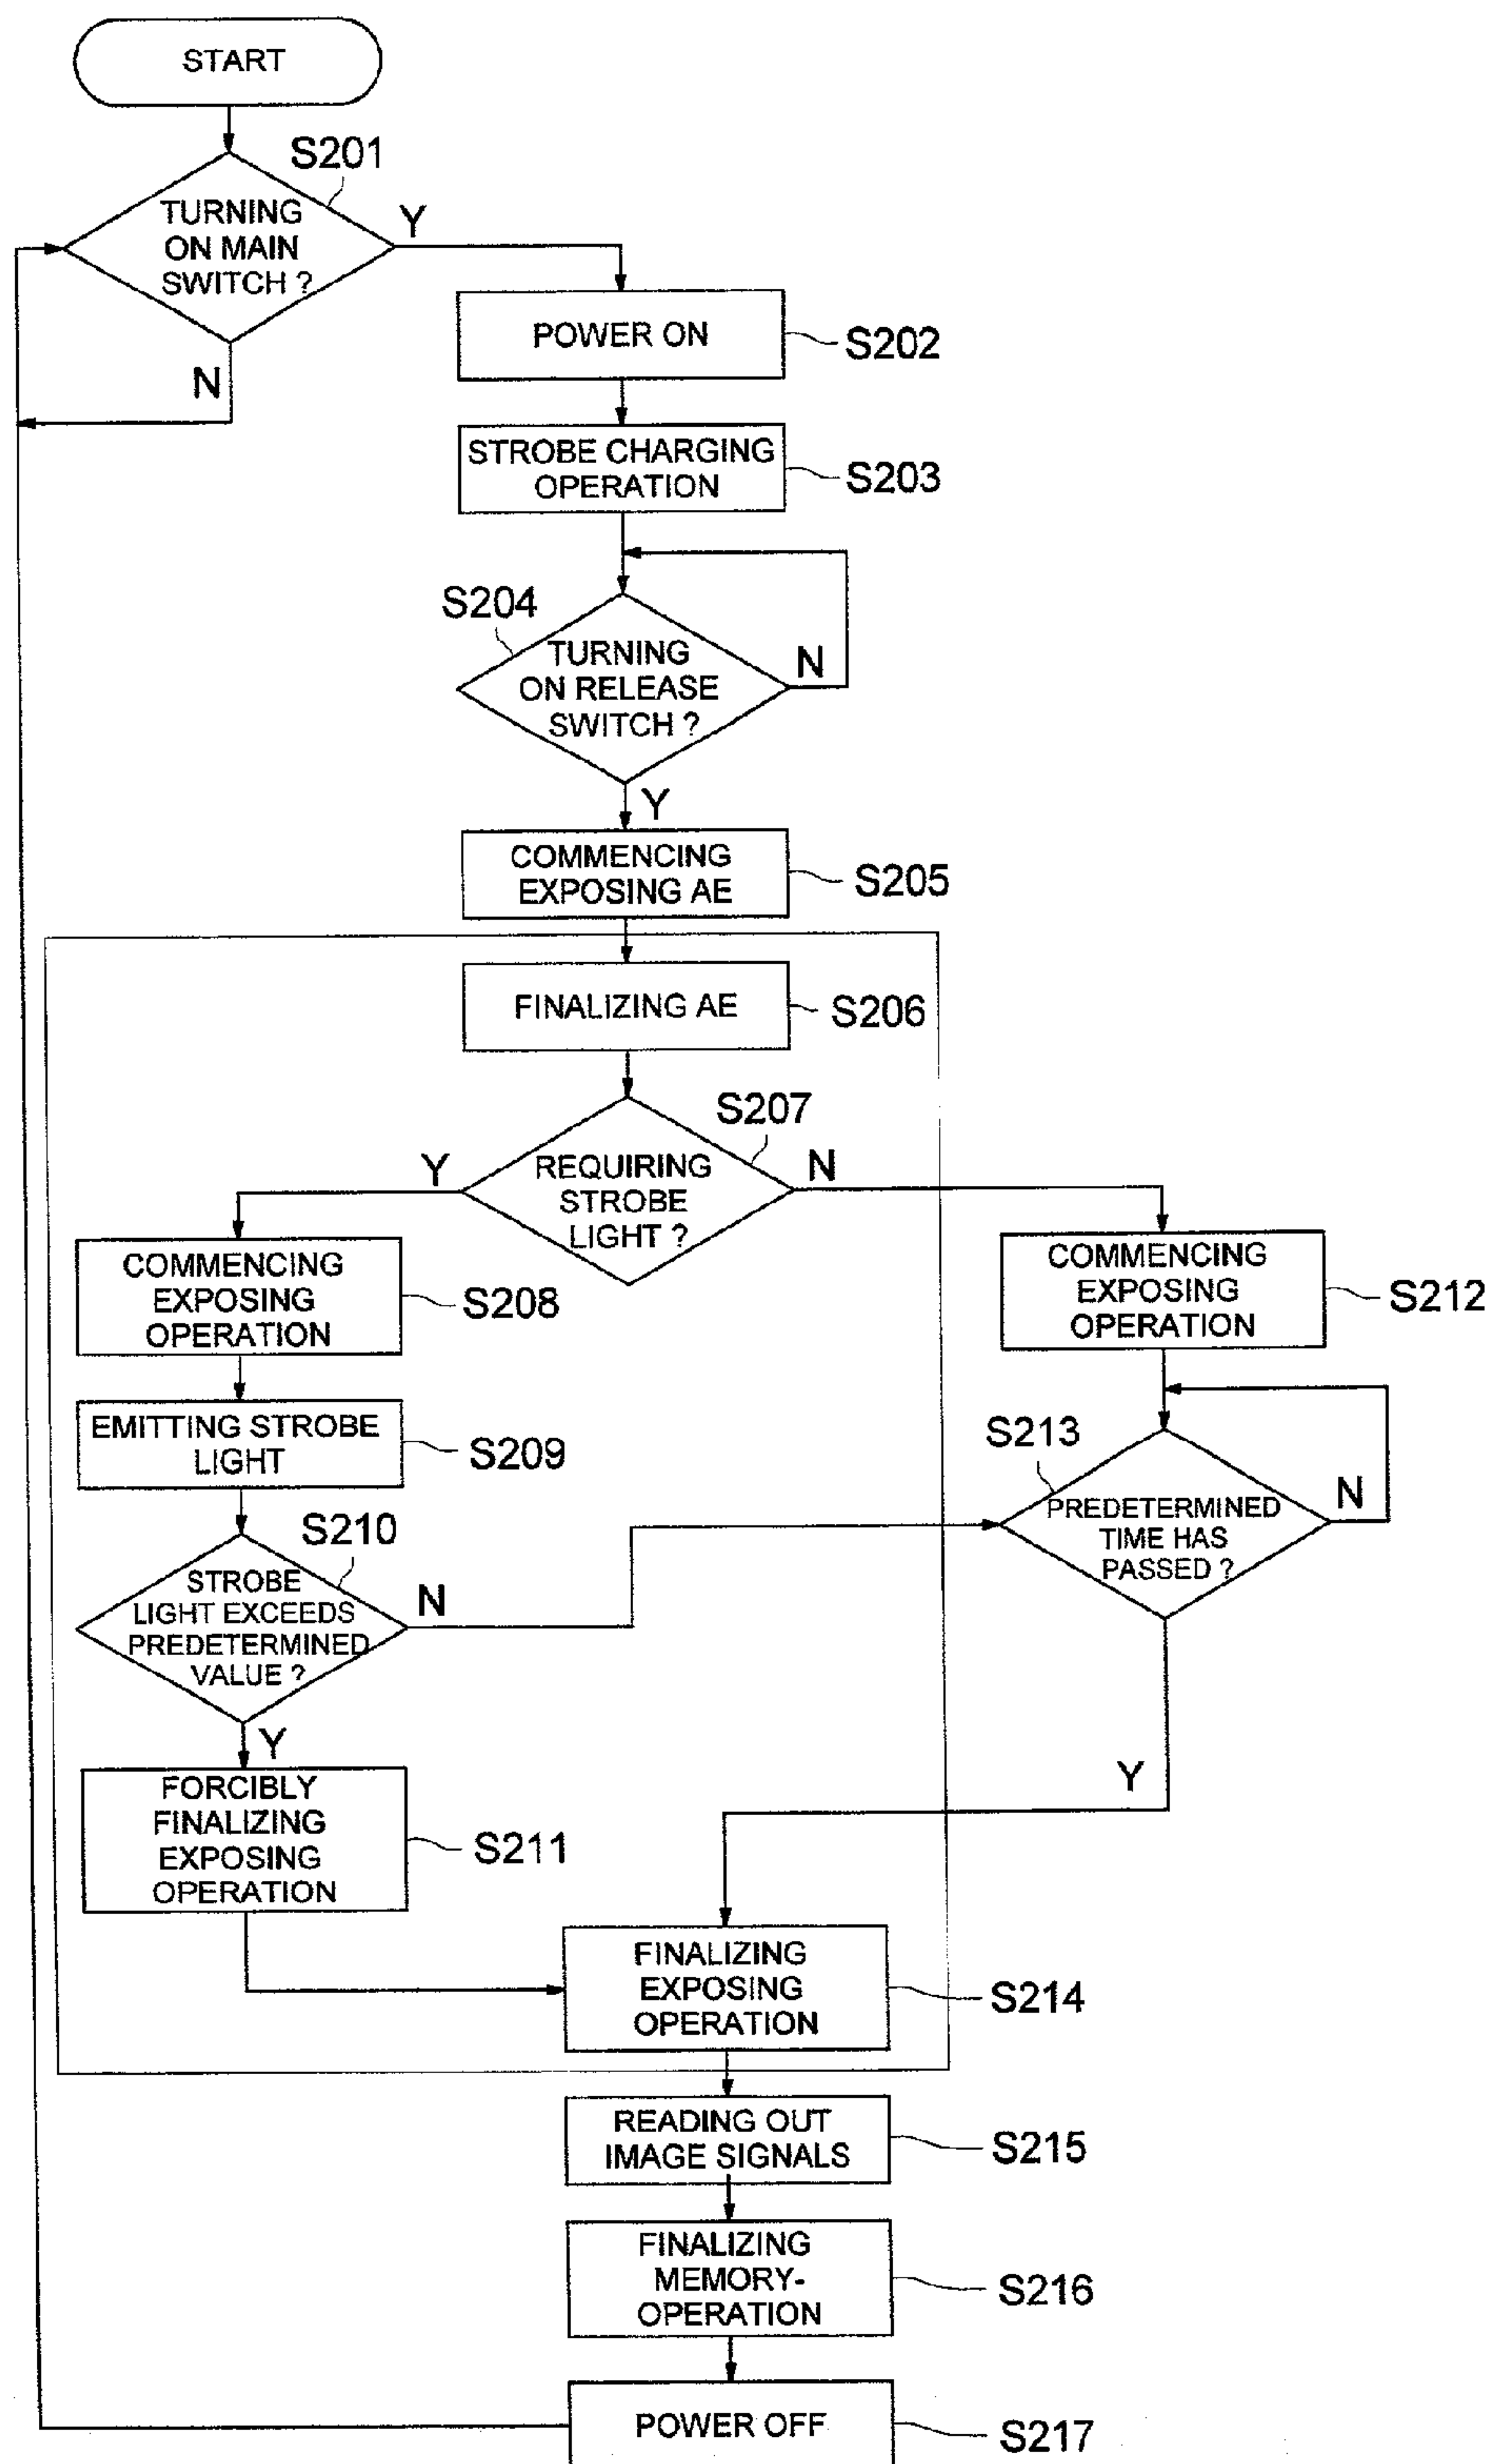 START
S201
TURNING
ON MAIN
SWITCH ?
Y
N
POWER ON
S202
STROBE CHARGING
OPERATION
S203
S204
TURNING
ON RELEASE
SWITCH ?
N
Y
COMMENCING
EXPOSING AE
S205
FINALIZING AE
S206
S207
REQUIRING
STROBE
LIGHT ?
Y
N
COMMENCING
EXPOSING
OPERATION
S208
COMMENCING
EXPOSING
OPERATION
S212
EMITTING STROBE
LIGHT
S209
S213
PREDETERMINED
TIME HAS
PASSED ?
N
S210
STROBE
LIGHT EXCEEDS
PREDETERMINED
VALUE ?
N
Y
Y
FORCIBLY
FINALIZING
EXPOSING
OPERATION
S211
FINALIZING
EXPOSING
OPERATION
S214
READING OUT
IMAGE SIGNALS
S215
FINALIZING
MEMORY-
OPERATION
S216
POWER OFF
S217